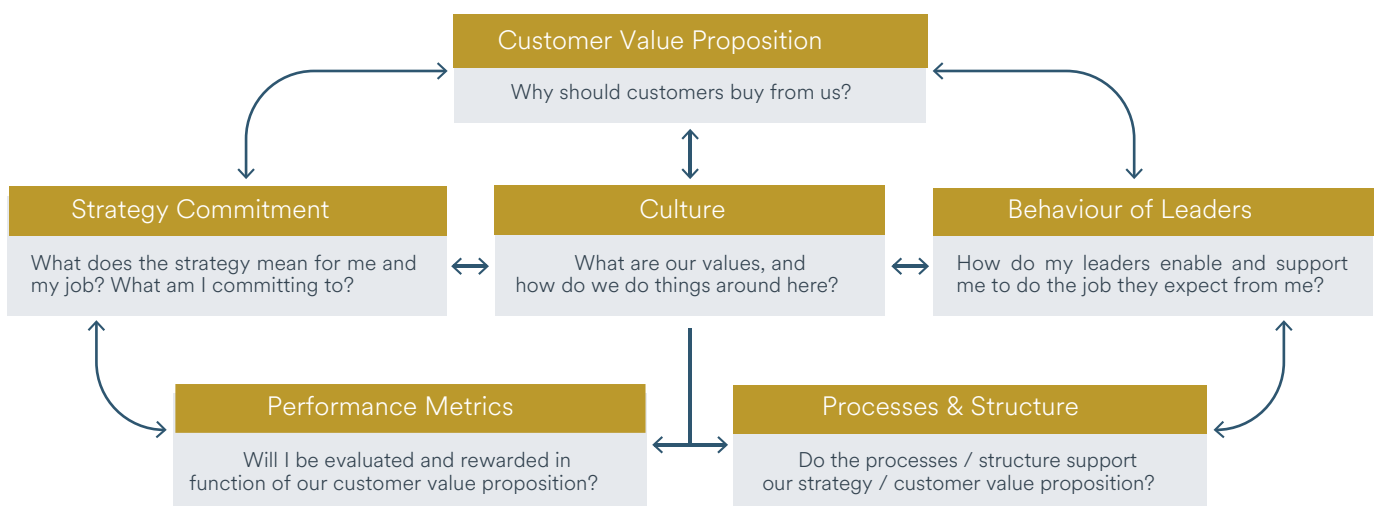 Customer Value Proposition
Why should customers buy from us?
Strategy Commitment
What does the strategy mean for me and
my job? What am I committing to?
Culture
What are our values, and
how do we do things around here?
Behaviour of Leaders
How do my leaders enable and support
me to do the job they expect from me?
Performance Metrics
Will I be evaluated and rewarded in
function of our customer value proposition?
Processes & Structure
Do the processes / structure support
our strategy / customer value proposition?